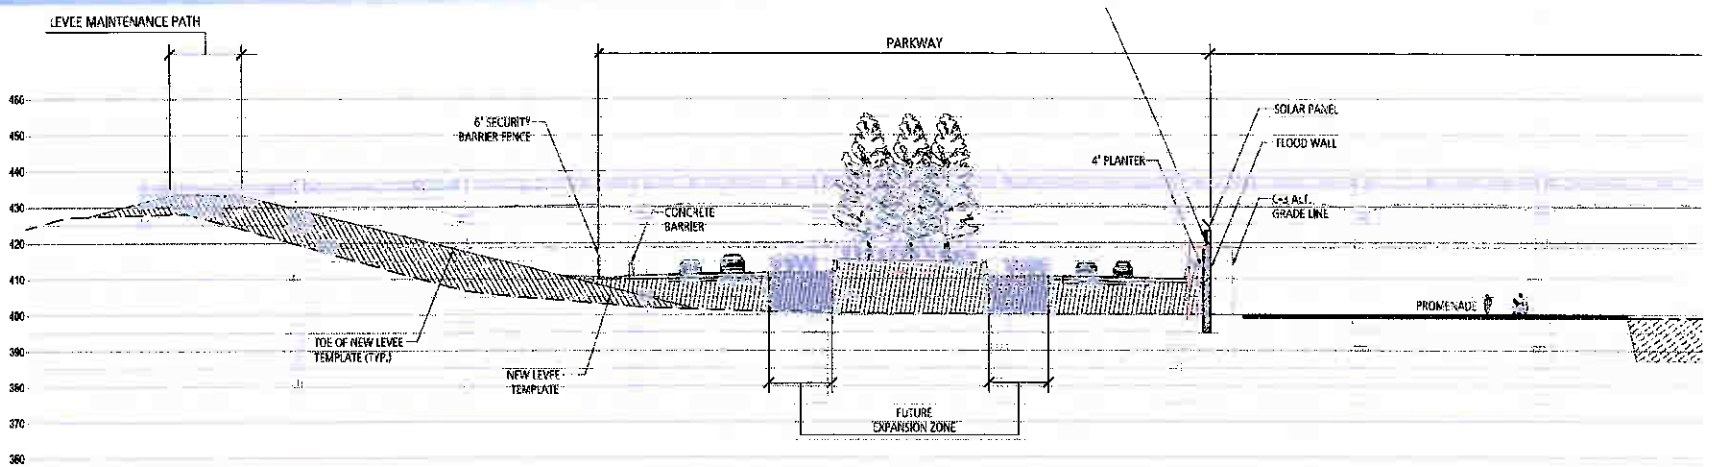 LEVEE MAINTENANCE PATH
PARKWAY
460
450
440
430
420
410
400
390
380
370
360
6' SECURITY
BARRIER FENCE
CONCRETE
BARRIER
4' PLANTER
SOLAR PANEL
FLOOD WALL
GRADE LINE
PROMENADE
TOE OF NEW LEVEE
TEMPLATE (TYP.)
NEW LEVEE
TEMPLATE
FUTURE
EXPANSION ZONE